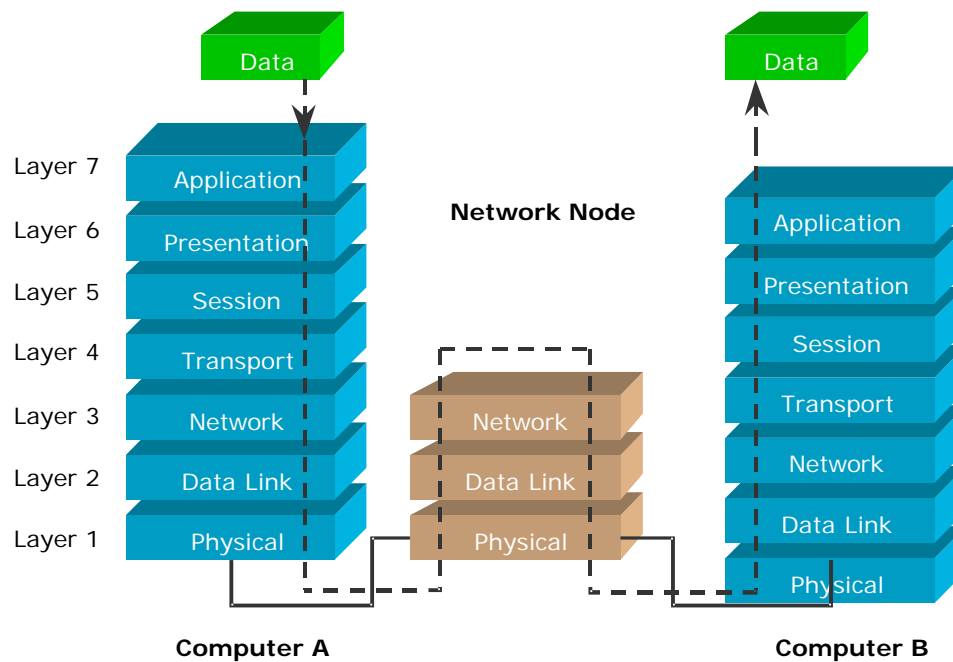 Data
Data
Layer 7
Application
Layer 6
Presentation
Layer 5
Session
Layer 4
Transport
Layer 3
Network
Layer 2
Data Link
Layer 1
Physical
Computer A
Network Node
Network
Data Link
Physical
Application
Presentation
Session
Transport
Network
Data Link
Physical
Computer B